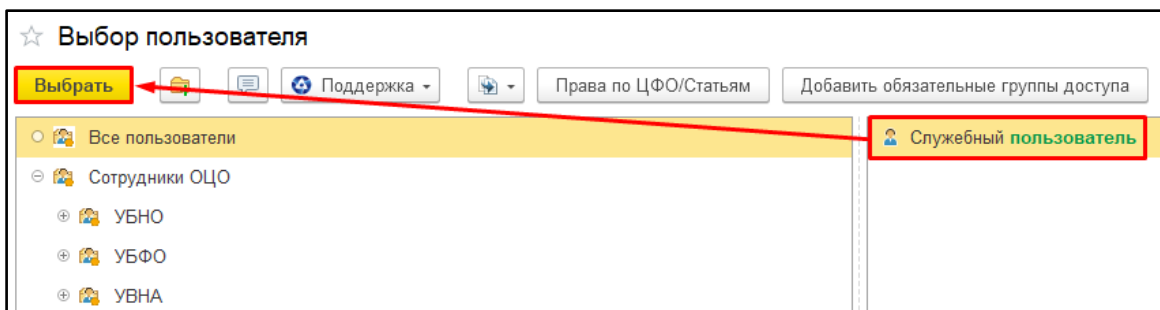 Выбор пользователя
Выбрать Поддержка Права по ЦФО/Статьям Добавить обязательные группы доступа
Все пользователи Служебный пользователь
Сотрудники ОЦО
УБНО
УБФО
УВНА